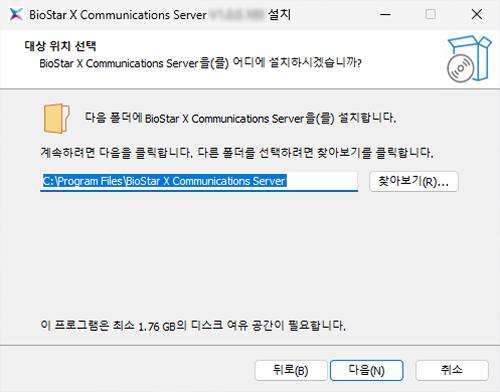 BioStar X Communications Server 설치
대상 위치 선택
BioStar X Communications Server을(를) 어디에 설치하시겠습니까?
다음 폴더에 BioStar X Communications Server을(를) 설치합니다.
계속하려면 다음을 클릭합니다. 다른 폴더를 선택하려면 찾아보기를 클릭합니다.
C:\Program Files\BioStar X Communications Server
찾아보기(R)...
이 프로그램은 최소 1.76 GB의 디스크 여유 공간이 필요합니다.
뒤로(B)
다음(N)
취소